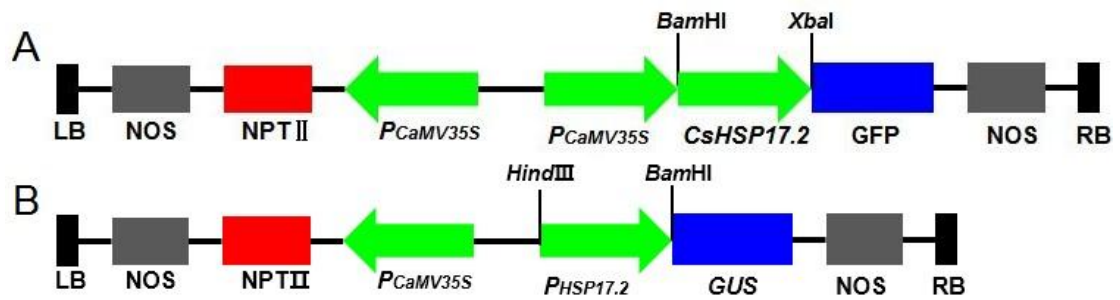 A
BamHI XbaI
LB NOS NPTⅡ PCaMV35S PCaMV35S CsHSP17.2 GFP NOS RB
B
HindⅢ BamHI
LB NOS NPTⅡ PCaMV35S PHSP17.2 GUS NOS RB